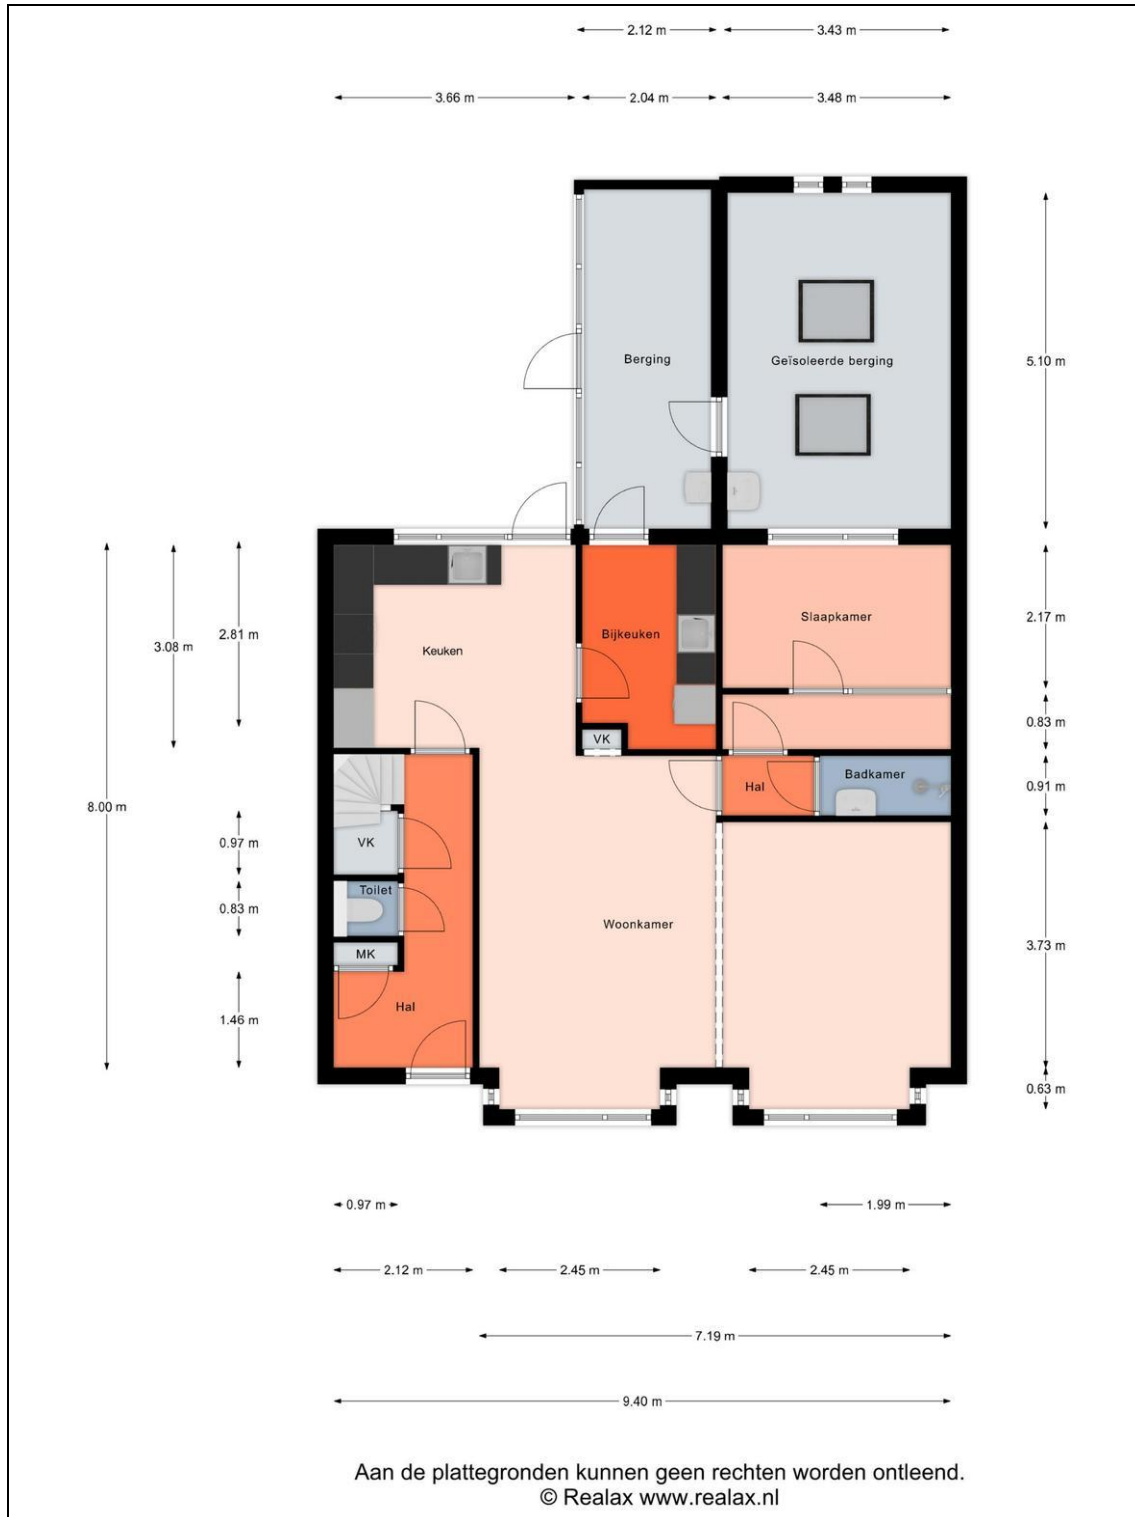 2.12 m 3.43 m
3.66 m 2.04 m 3.48 m
Berging
Geïsoleerde berging
5.10 m
Slaapkamer
2.17 m
Bijkeuken
2.81 m
3.08 m
Keuken
0.83 m
VK
Badkamer
Hal
0.91 m
8.00 m
0.97 m
VK
Toilet
0.83 m
Woonkamer
3.73 m
MK
Hal
1.46 m
0.63 m
0.97 m 1.99 m
2.12 m 2.45 m 2.45 m
7.19 m
9.40 m
Aan de plattegronden kunnen geen rechten worden ontleend.
© Realax www.realax.nl